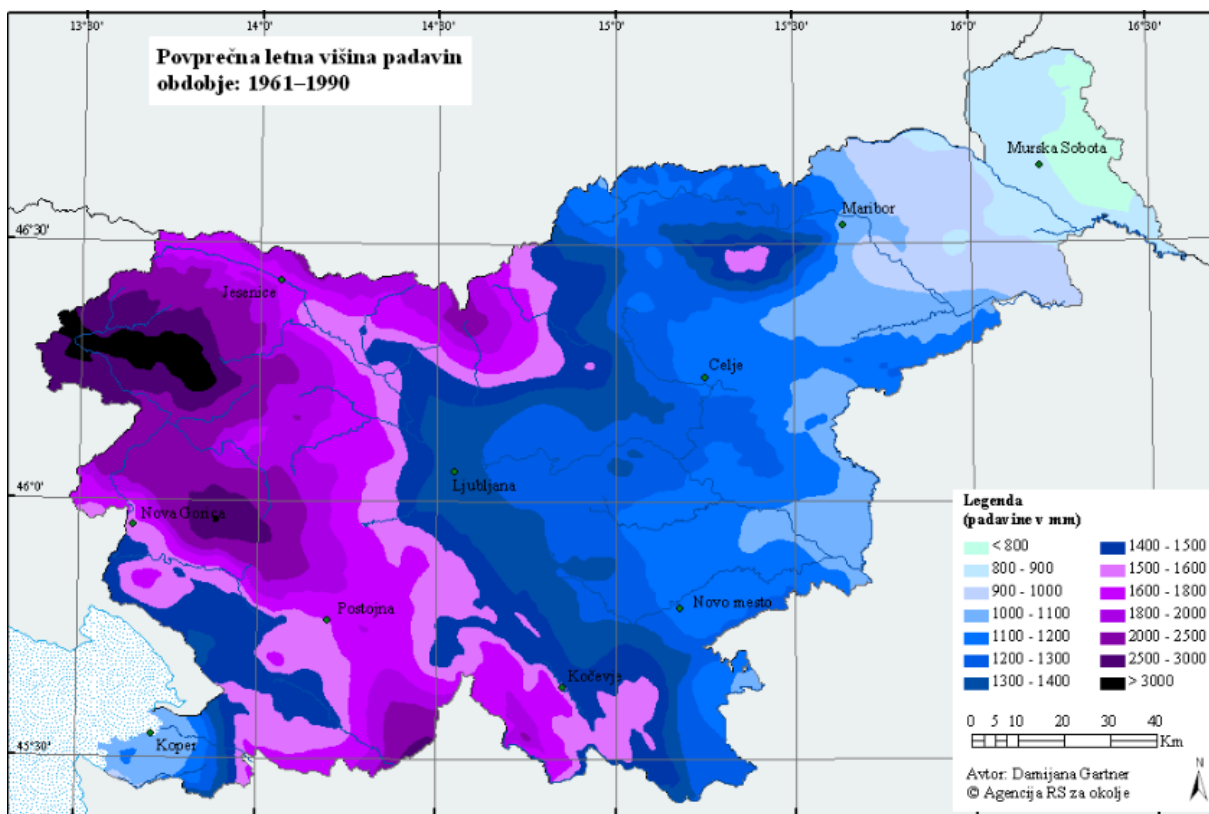 13°30' 14°0' 14°30' 15°0' 15°30' 16°0' 16°30'
Povprečna letna višina padavin
obdobje: 1961–1990
Murska Sobota
Maribor
46°30'
Jesenice
Celje
Ljubljana
46°0'
Nova Gorica
Postojna
Novo mesto
Kočevje
Koper
45°30'
Legenda
(padavine v mm)
< 800
800 - 900
900 - 1000
1000 - 1100
1100 - 1200
1200 - 1300
1300 - 1400
1400 - 1500
1500 - 1600
1600 - 1800
1800 - 2000
2000 - 2500
2500 - 3000
> 3000
0 5 10 20 30 40
Km
N
Avtor: Damijana Gartner
© Agencija RS za okolje